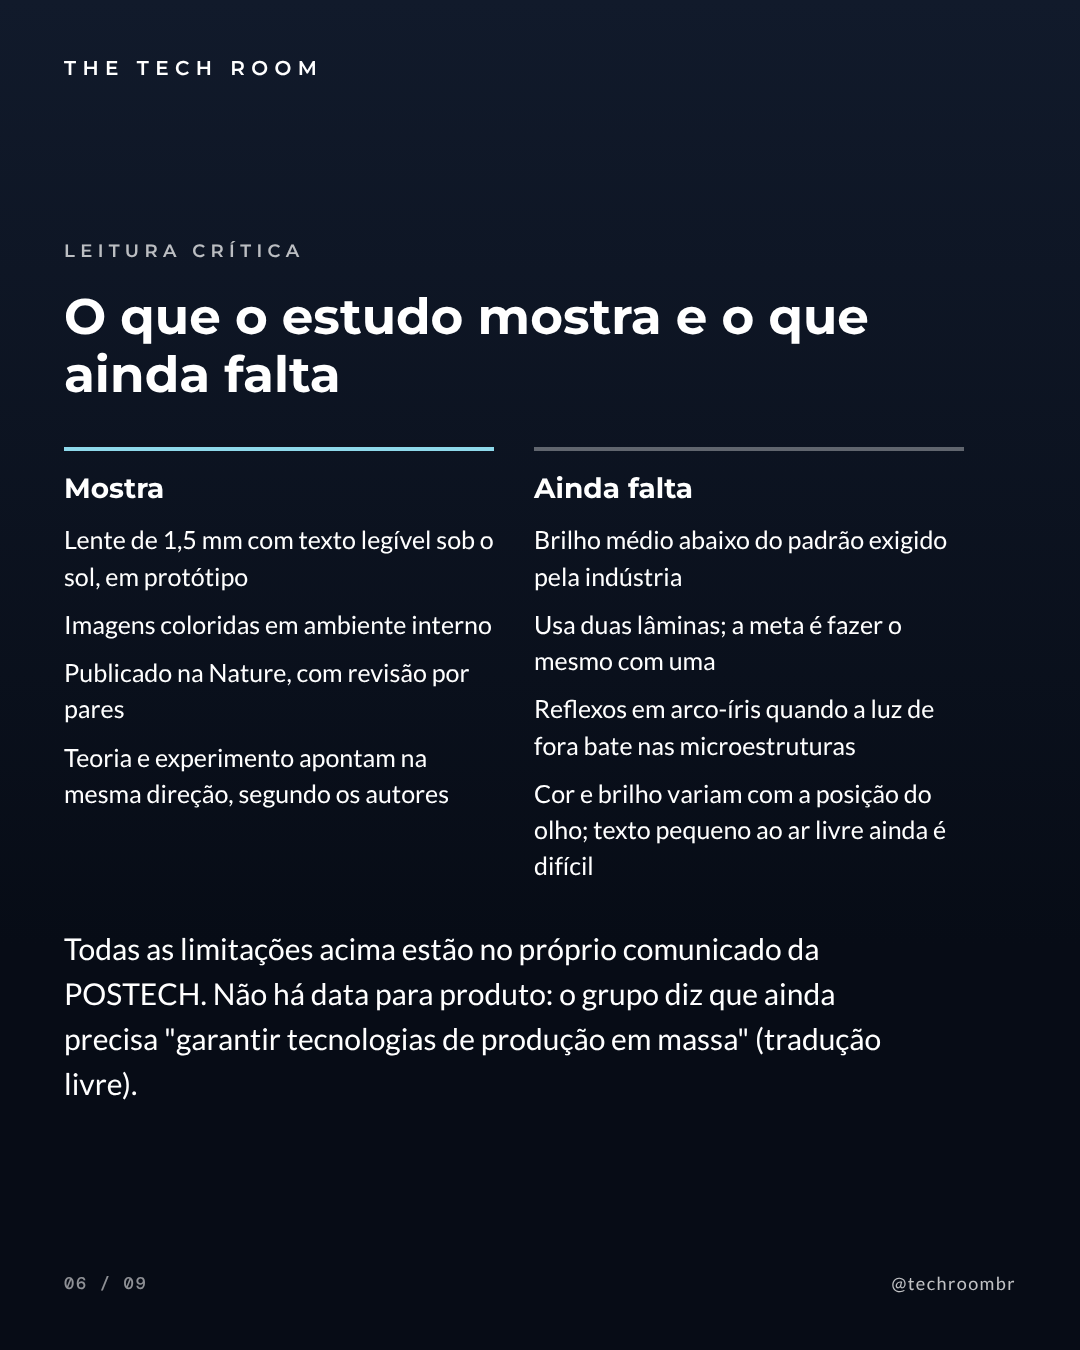 THE TECH ROOM
LEITURA CRÍTICA
O que o estudo mostra e o que
ainda falta
Mostra
Lente de 1,5 mm com texto legível sob o
sol, em protótipo
Imagens coloridas em ambiente interno
Publicado na Nature, com revisão por
pares
Teoria e experimento apontam na
mesma direção, segundo os autores
Ainda falta
Brilho médio abaixo do padrão exigido
pela indústria
Usa duas lâminas; a meta é fazer o
mesmo com uma
Reflexos em arco-íris quando a luz de
fora bate nas microestruturas
Cor e brilho variam com a posição do
olho; texto pequeno ao ar livre ainda é
difícil
Todas as limitações acima estão no próprio comunicado da
POSTECH. Não há data para produto: o grupo diz que ainda
precisa "garantir tecnologias de produção em massa" (tradução
livre).
06 / 09
@techroombr